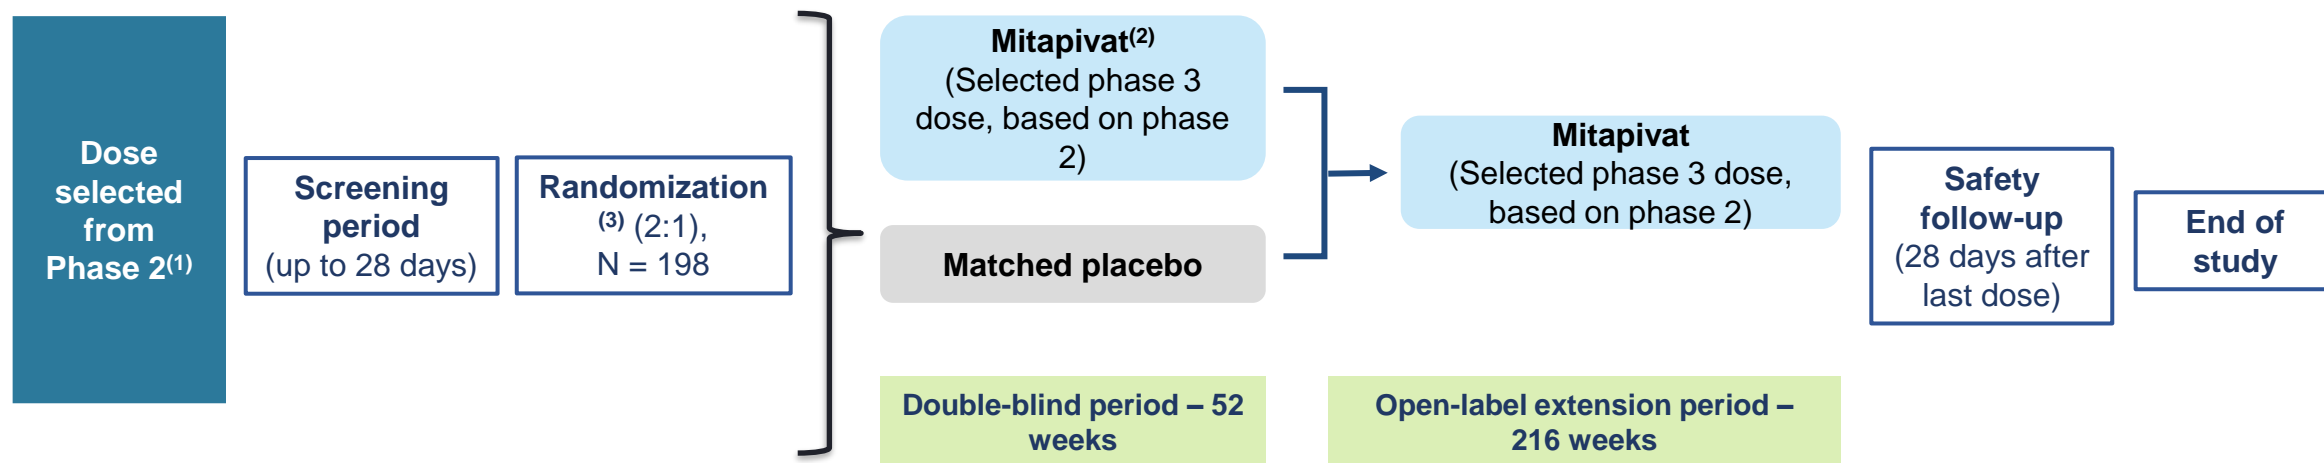 Dose
selected
from
Phase 2(1)
Screening
period
(up to 28 days)
Randomization
(3) (2:1),
N = 198
Mitapivat(2)
(Selected phase 3
dose, based on phase
2)
Matched placebo
Double-blind period – 52
weeks
Mitapivat
(Selected phase 3 dose,
based on phase 2)
Open-label extension period –
216 weeks
Safety
follow-up
(28 days after
last dose)
End of
study